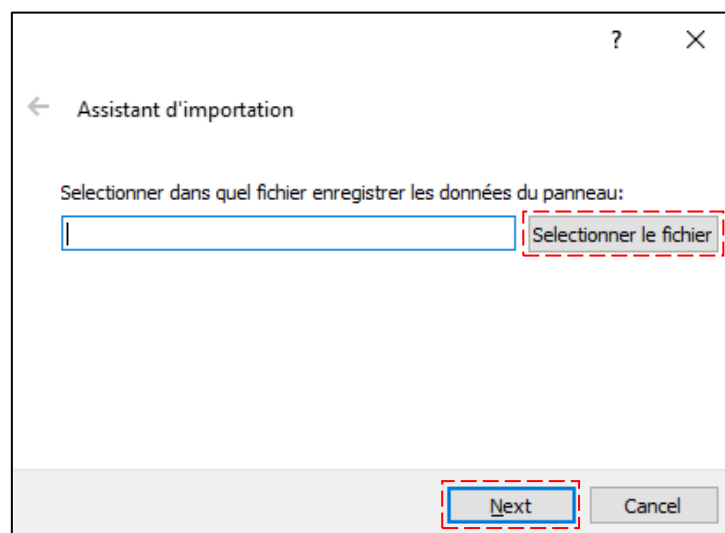 ?
Assistant d'importation
Selectionner dans quel fichier enregistrer les données du panneau:
Selectionner le fichier
Next
Cancel